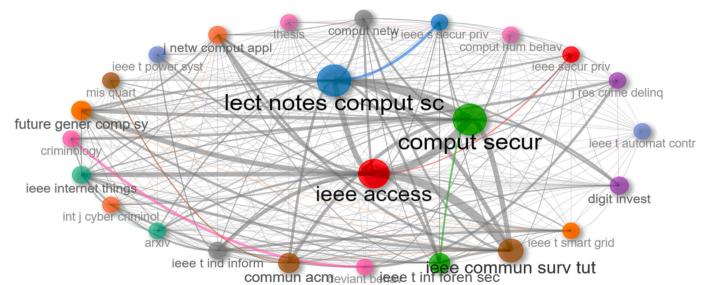 thesis
comput netw
p ieee s secur priv
j netw comput appl
comput hum behav
ieee t power syst
ieee secur priv
mis quart
j res crime delinq
lect notes comput sc
future gener comp sy
comput secur
criminology
ieee t automat contr
ieee internet things
ieee access
digit invest
int j cyber criminol
arxiv
ieee t smart grid
ieee t ind inform
commun acm
deviant behav
ieee t inf foren sec
ieee commun surv tut